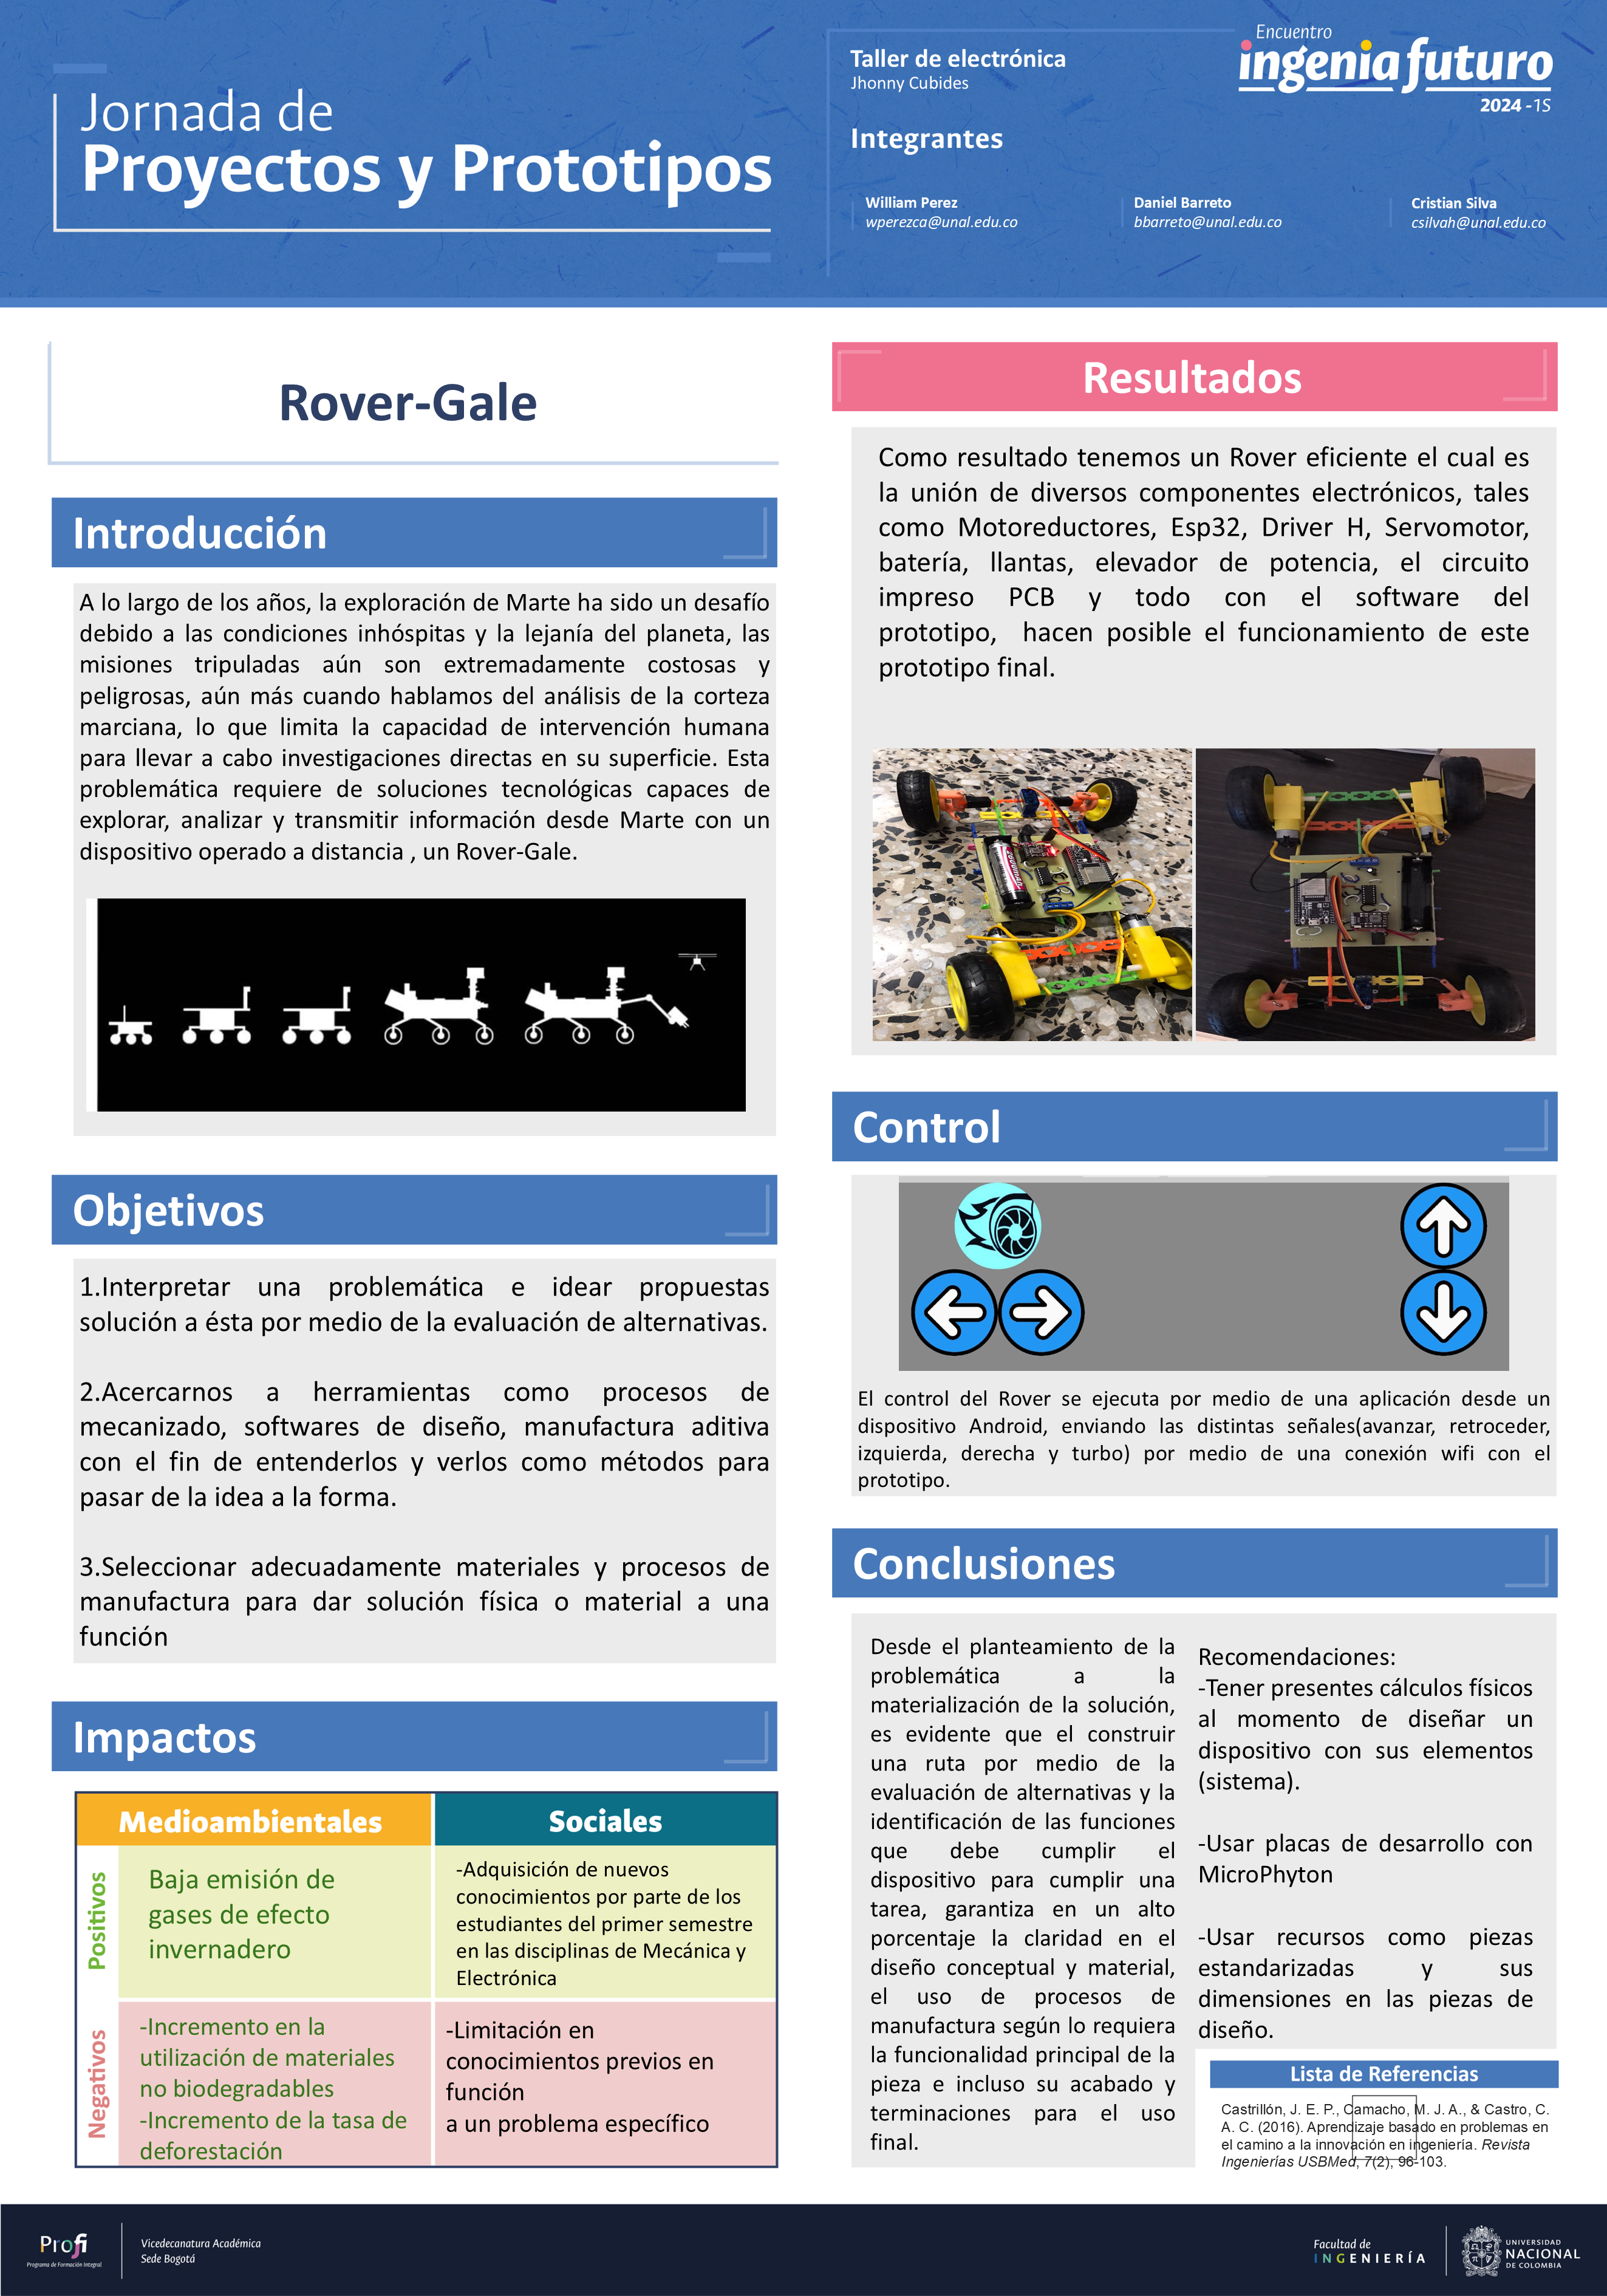 Jornada de
Proyectos y Prototipos
Taller de electrónica
Jhonny Cubides
Encuentro
ingenia futuro
2024 -1S
Integrantes
William Perez
wperezca@unal.edu.co
Daniel Barreto
bbarreto@unal.edu.co
Cristian Silva
csilvah@unal.edu.co
Rover-Gale
Introducción
A lo largo de los años, la exploración de Marte ha sido un desafío
debido a las condiciones inhóspitas y la lejanía del planeta, las
misiones tripuladas aún son extremadamente costosas y
peligrosas, aún más cuando hablamos del análisis de la corteza
marciana, lo que limita la capacidad de intervención humana
para llevar a cabo investigaciones directas en su superficie. Esta
problemática requiere de soluciones tecnológicas capaces de
explorar, analizar y transmitir información desde Marte con un
dispositivo operado a distancia , un Rover-Gale.
Objetivos
1.Interpretar una problemática e idear propuestas
solución a ésta por medio de la evaluación de alternativas.
2.Acercarnos a herramientas como procesos de
mecanizado, softwares de diseño, manufactura aditiva
con el fin de entenderlos y verlos como métodos para
pasar de la idea a la forma.
3.Seleccionar adecuadamente materiales y procesos de
manufactura para dar solución física o material a una
función
Impactos
Medioambientales
Sociales
Positivos
Baja emisión de
gases de efecto
invernadero
-Adquisición de nuevos
conocimientos por parte de los
estudiantes del primer semestre
en las disciplinas de Mecánica y
Electrónica
Negativos
-Incremento en la
utilización de materiales
no biodegradables
-Incremento de la tasa de
deforestación
-Limitación en
conocimientos previos en
función
a un problema específico
Resultados
Como resultado tenemos un Rover eficiente el cual es
la unión de diversos componentes electrónicos, tales
como Motoreductores, Esp32, Driver H, Servomotor,
batería, llantas, elevador de potencia, el circuito
impreso PCB y todo con el software del
prototipo, hacen posible el funcionamiento de este
prototipo final.
Control
El control del Rover se ejecuta por medio de una aplicación desde un
dispositivo Android, enviando las distintas señales(avanzar, retroceder,
izquierda, derecha y turbo) por medio de una conexión wifi con el
prototipo.
Conclusiones
Desde el planteamiento de la
problemática a la
materialización de la solución,
es evidente que el construir
una ruta por medio de la
evaluación de alternativas y la
identificación de las funciones
que debe cumplir el
dispositivo para cumplir una
tarea, garantiza en un alto
porcentaje la claridad en el
diseño conceptual y material,
el uso de procesos de
manufactura según lo requiera
la funcionalidad principal de la
pieza e incluso su acabado y
terminaciones para el uso
final.
Recomendaciones:
-Tener presentes cálculos físicos
al momento de diseñar un
dispositivo con sus elementos
(sistema).
-Usar placas de desarrollo con
MicroPhyton
-Usar recursos como piezas
estandarizadas y sus
dimensiones en las piezas de
diseño.
Lista de Referencias
Castrillón, J. E. P., Camacho, M. J. A., & Castro, C.
A. C. (2016). Aprendizaje basado en problemas en
el camino a la innovación en ingeniería. Revista
Ingenierías USBMed, 7(2), 96-103.
Profi
Programa de Formación Integral
Vicedecanatura Académica
Sede Bogotá
Facultad de
INGENIERÍA
UNIVERSIDAD
NACIONAL
DE COLOMBIA